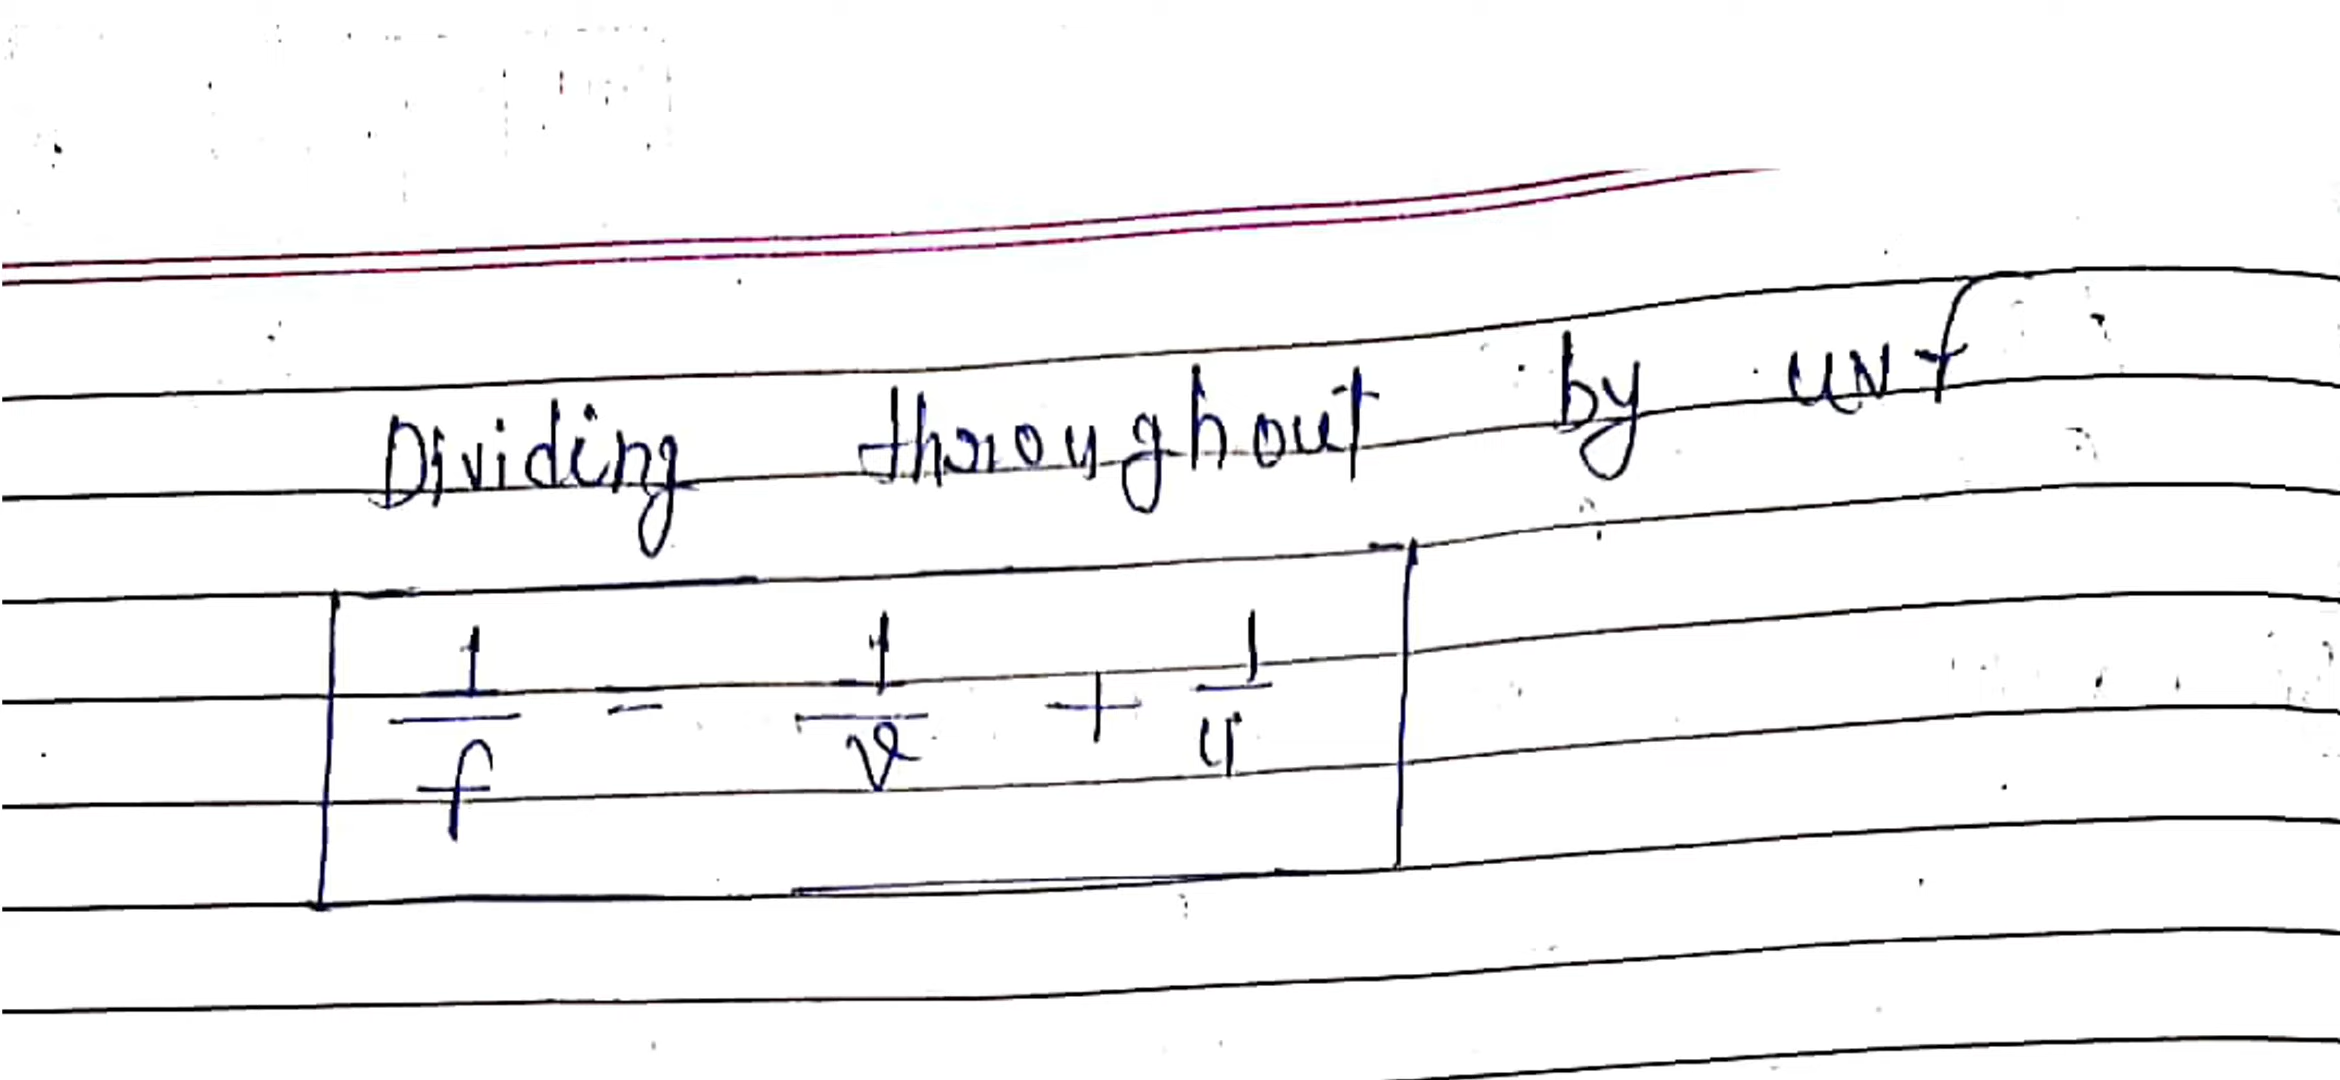 Dividing throughout by uvf
1/f = 1/v + 1/u